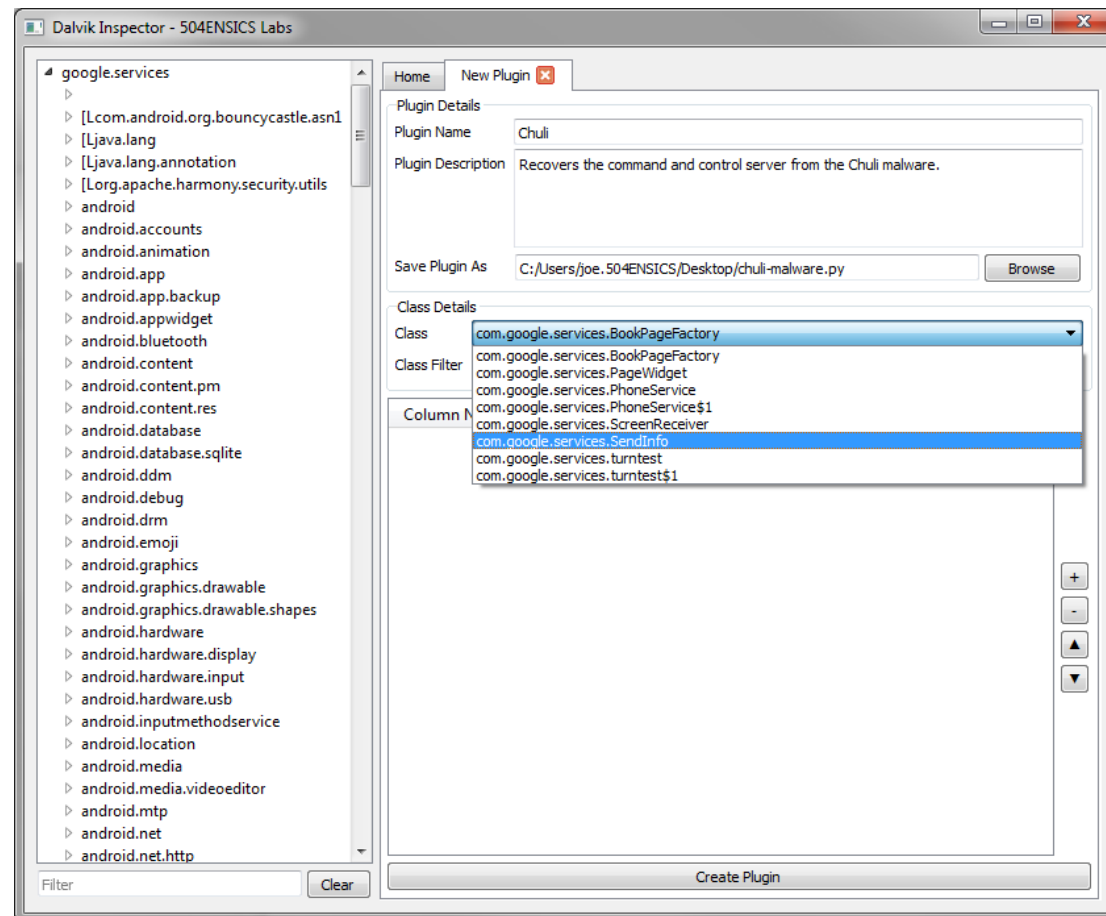 Dalvik Inspector - 504ENSICS Labs
google.services
[Lcom.android.org.bouncycastle.asn1
[Ljava.lang
[Ljava.lang.annotation
[Lorg.apache.harmony.security.utils
android
android.accounts
android.animation
android.app
android.app.backup
android.appwidget
android.bluetooth
android.content
android.content.pm
android.content.res
android.database
android.database.sqlite
android.ddm
android.debug
android.drm
android.emoji
android.graphics
android.graphics.drawable
android.graphics.drawable.shapes
android.hardware
android.hardware.display
android.hardware.input
android.hardware.usb
android.inputmethodservice
android.location
android.media
android.media.videoeditor
android.mtp
android.net
android.net.http
Filter Clear
Home New Plugin
Plugin Details
Plugin Name Chuli
Plugin Description Recovers the command and control server from the Chuli malware.
Save Plugin As C:/Users/joe.504ENSICS/Desktop/chuli-malware.py Browse
Class Details
Class com.google.services.BookPageFactory
Class Filter
com.google.services.BookPageFactory
com.google.services.PageWidget
com.google.services.PhoneService
com.google.services.PhoneService$1
com.google.services.ScreenReceiver
com.google.services.SendInfo
com.google.services.turntest
com.google.services.turntest$1
Column N
+
-
▲
▼
Create Plugin